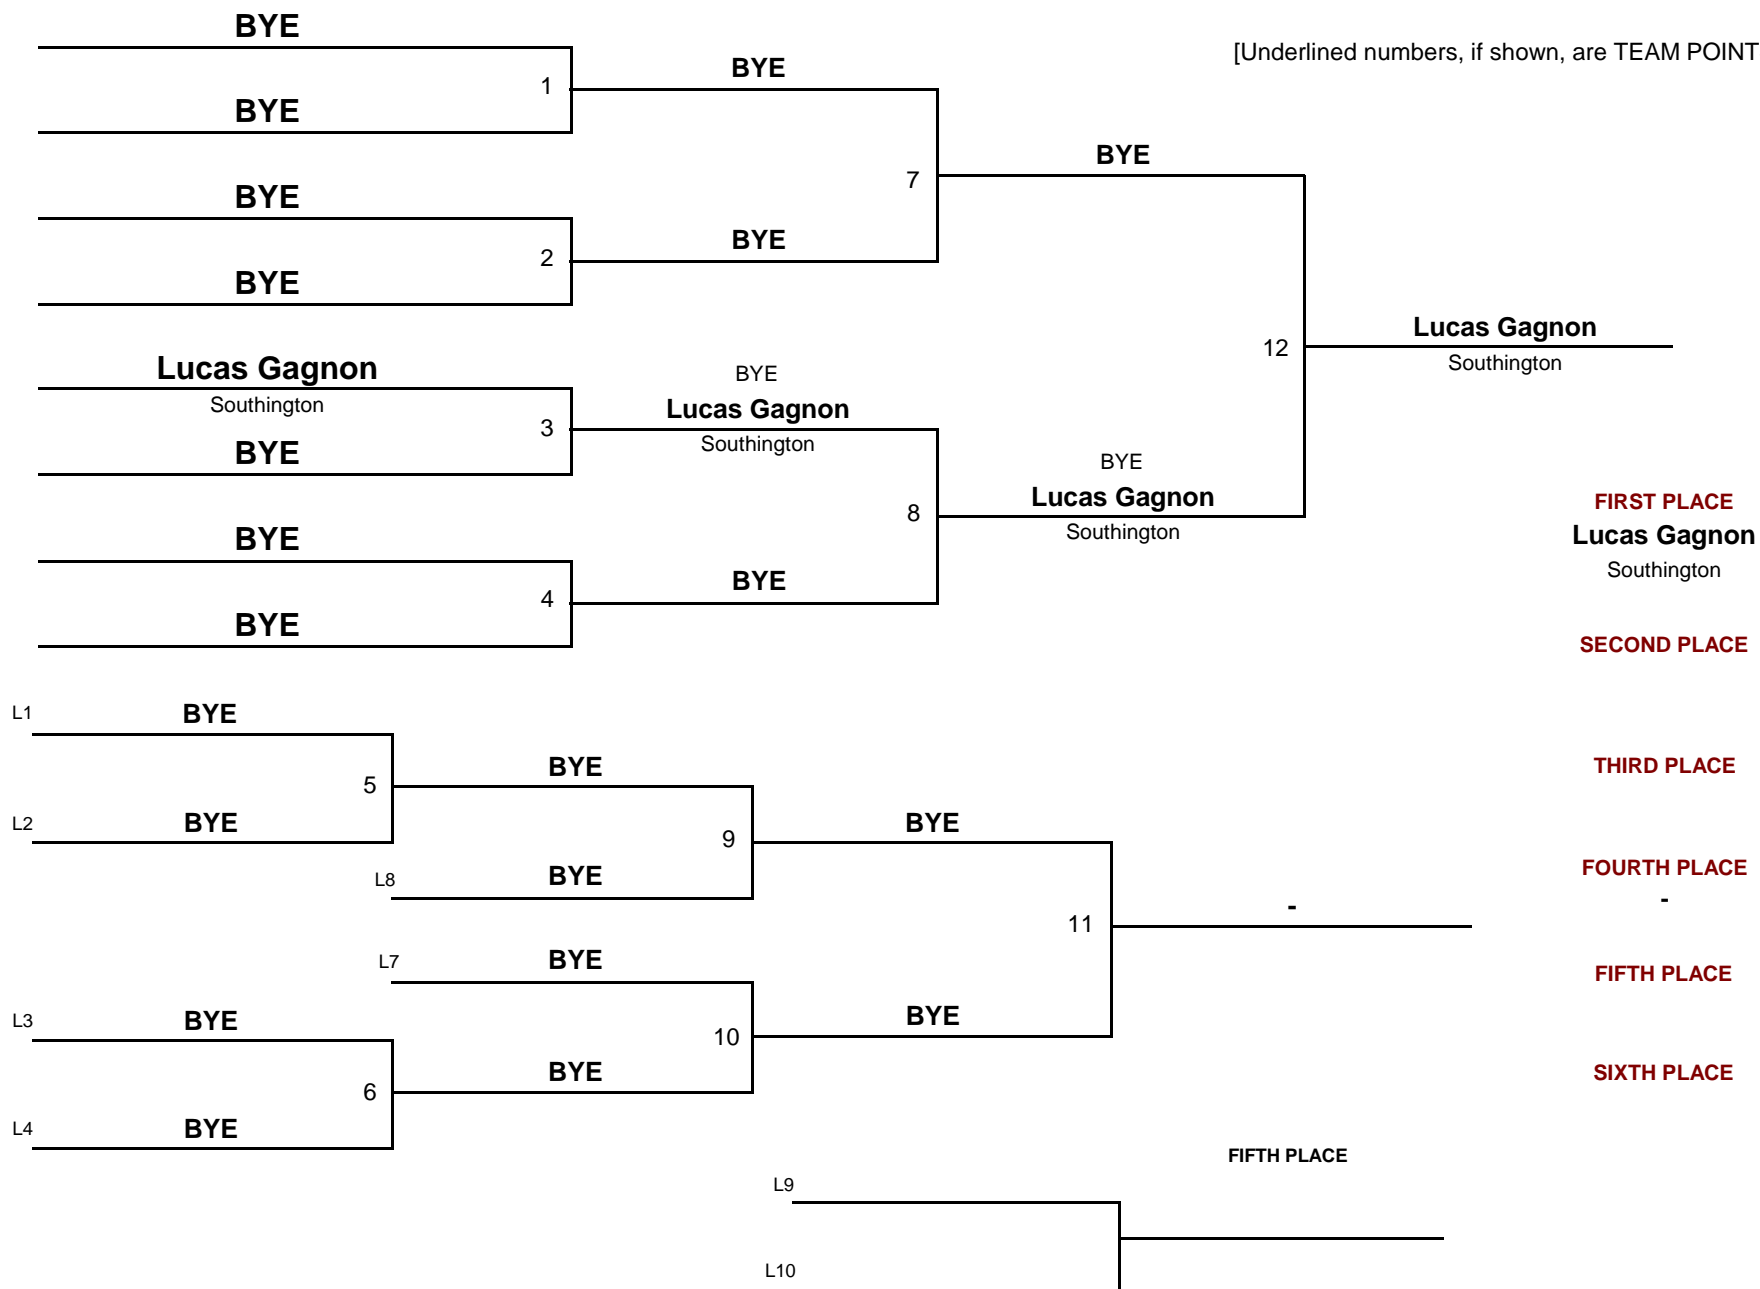 BYE
[Underlined numbers, if shown, are TEAM POINT
BYE
1
BYE
BYE
7
BYE
BYE
2
BYE
Lucas Gagnon
Southington
12
Lucas Gagnon
Southington
BYE
Lucas Gagnon
Southington
3
BYE
BYE
Lucas Gagnon
Southington
8
FIRST PLACE
Lucas Gagnon
Southington
BYE
4
BYE
BYE
SECOND PLACE
L1 BYE
5
BYE
THIRD PLACE
L2 BYE
9
BYE
L8 BYE
FOURTH PLACE
-
11
-
L7 BYE
FIFTH PLACE
L3 BYE
10
BYE
6
BYE
SIXTH PLACE
L4 BYE
FIFTH PLACE
L9
L10